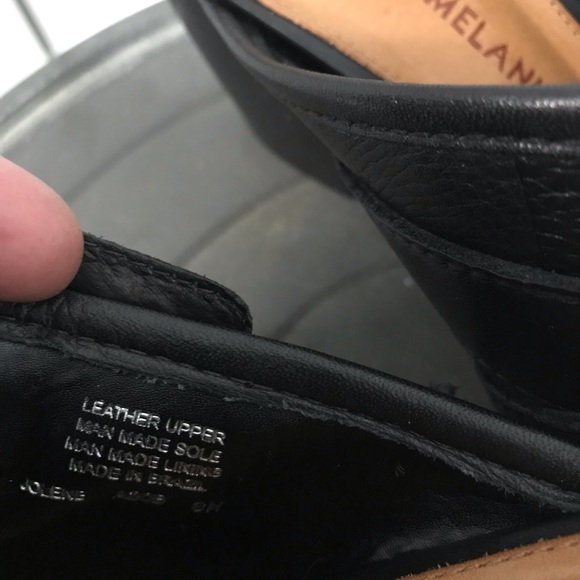 MELANI
LEATHER UPPER
MAN MADE SOLE
MAN MADE LINING
MADE IN BRAZIL
JOLENE